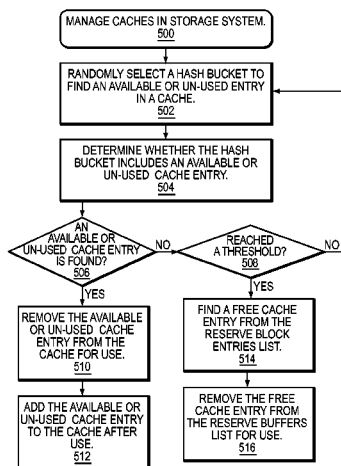 MANAGE CACHES IN STORAGE SYSTEM.
500
RANDOMLY SELECT A HASH BUCKET TO
FIND AN AVAILABLE OR UN-USED ENTRY
IN A CACHE.
502
DETERMINE WHETHER THE HASH
BUCKET INCLUDES AN AVAILABLE OR
UN-USED CACHE ENTRY.
504
AN
AVAILABLE OR
UN-USED CACHE ENTRY
IS FOUND?
506
NO
REACHED
A THRESHOLD?
508
NO
YES
YES
REMOVE THE AVAILABLE
OR UN-USED CACHE
ENTRY FROM THE
CACHE FOR USE.
510
FIND A FREE CACHE
ENTRY FROM THE
RESERVE BLOCK
ENTRIES LIST.
514
ADD THE AVAILABLE OR
UN-USED CACHE ENTRY
TO THE CACHE AFTER
USE.
512
REMOVE THE FREE
CACHE ENTRY FROM
THE RESERVE BUFFERS
LIST FOR USE.
516